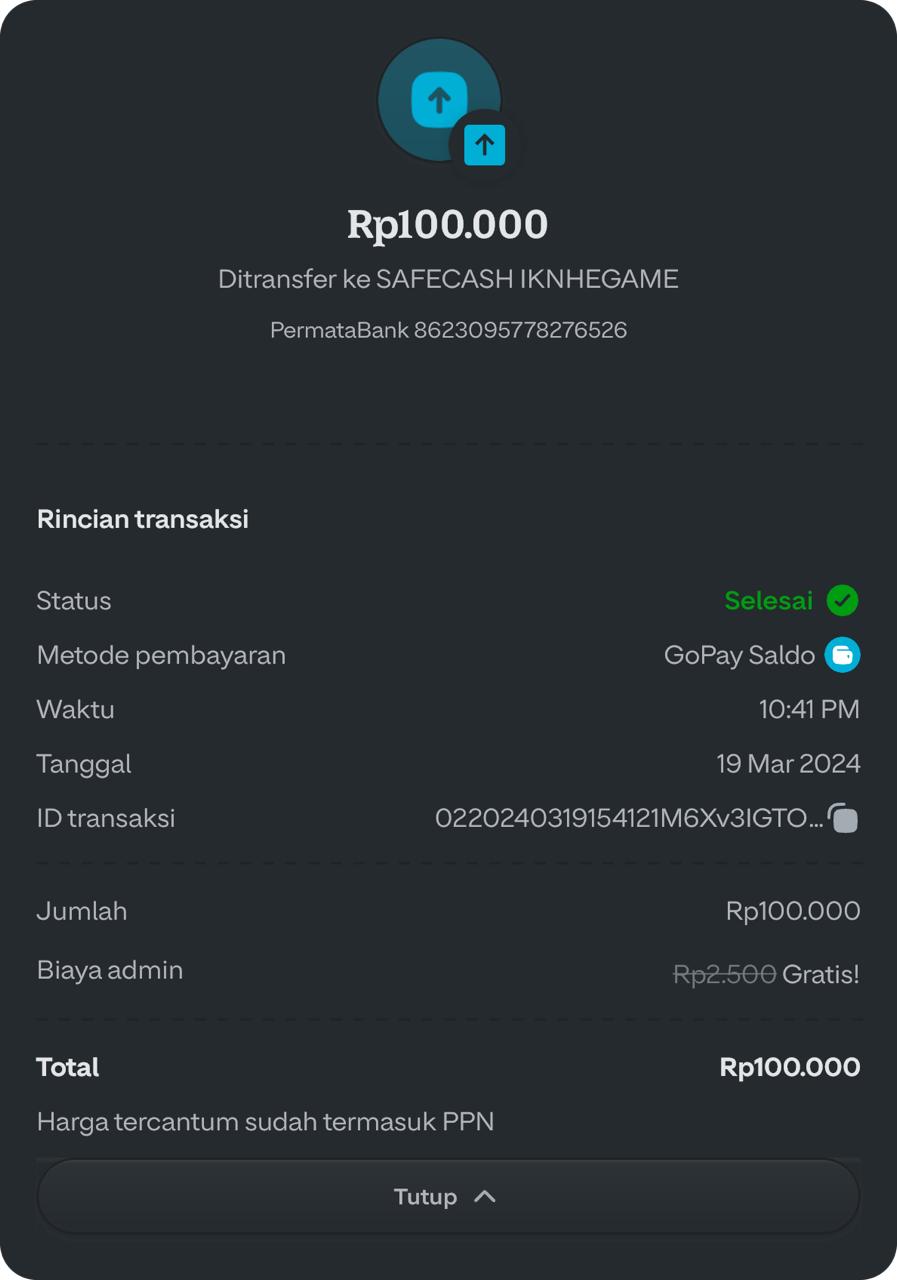 Rp100.000
Ditransfer ke SAFECASH IKNHEGAME
PermataBank 8623095778276526
Rincian transaksi
Status Selesai
Metode pembayaran GoPay Saldo
Waktu 10:41 PM
Tanggal 19 Mar 2024
ID transaksi 0220240319154121M6Xv3IGTO...
Jumlah Rp100.000
Biaya admin Rp2.500 Gratis!
Total Rp100.000
Harga tercantum sudah termasuk PPN
Tutup